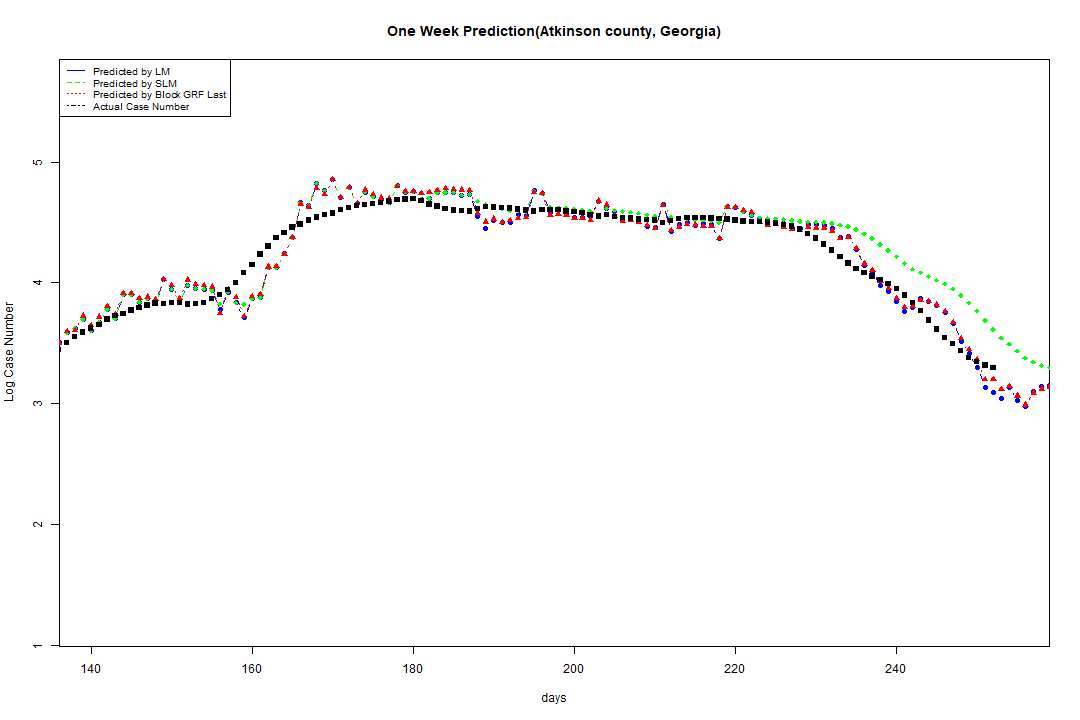 One Week Prediction(Atkinson county, Georgia)
Predicted by LM
Predicted by SLM
Predicted by Block GRF Last
Actual Case Number
5
4
3
2
1
Log Case Number
140 160 180 200 220 240
days